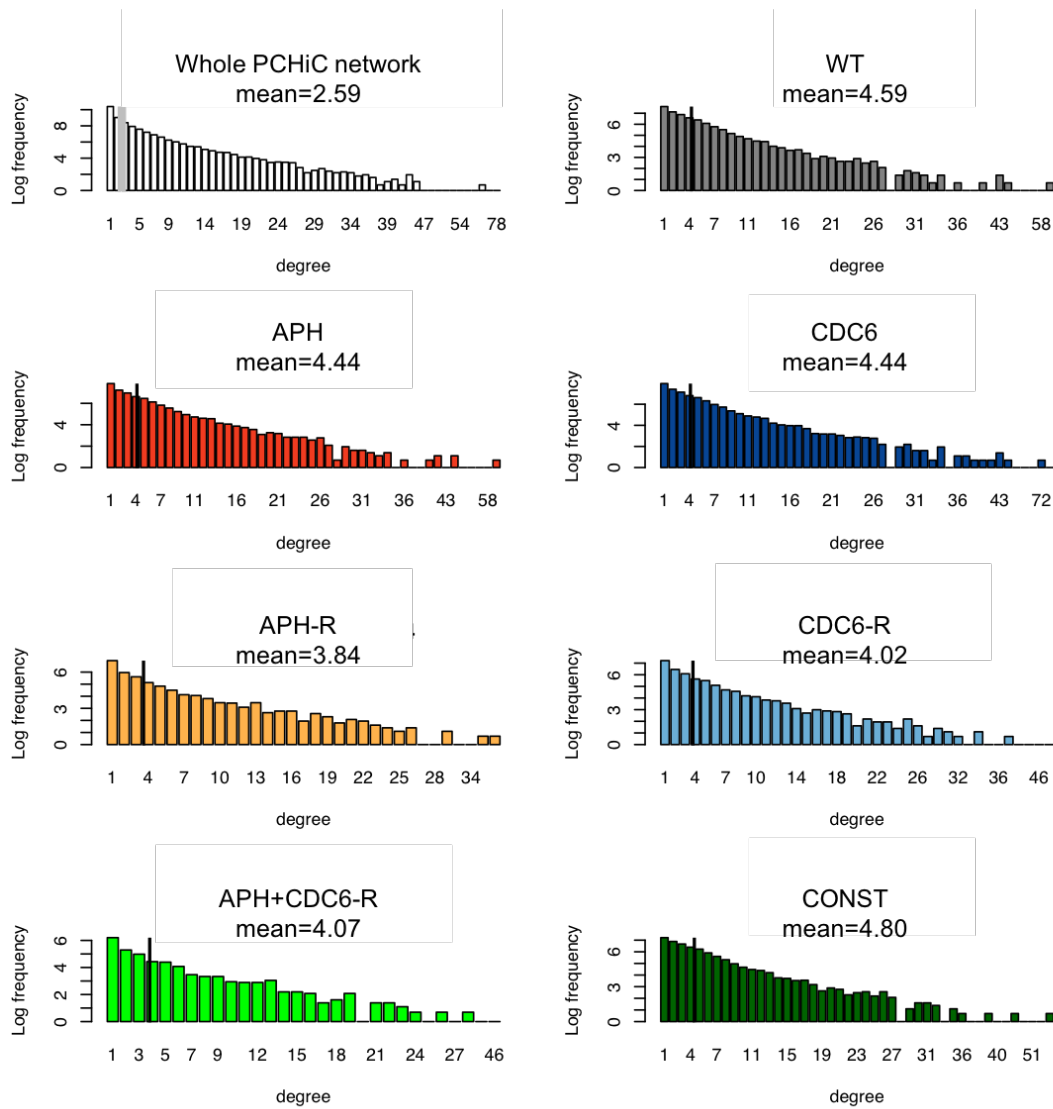 Whole PCHiC network
mean=2.59
Log frequency
0 4 8
1 5 9 14 19 24 29 34 39 47 54 78
degree
WT
mean=4.59
Log frequency
0 3 6
1 4 7 11 16 21 26 31 36 43 58
degree
APH
mean=4.44
Log frequency
0 4
1 4 7 11 16 21 26 31 36 43 58
degree
CDC6
mean=4.44
Log frequency
0 4
1 4 7 11 16 21 26 31 36 43 72
degree
APH-R
mean=3.84
Log frequency
0 3 6
1 4 7 10 13 16 19 22 25 28 34
degree
CDC6-R
mean=4.02
Log frequency
0 3 6
1 4 7 10 14 18 22 26 32 36 46
degree
APH+CDC6-R
mean=4.07
Log frequency
0 2 4 6
1 3 5 7 9 12 15 18 21 24 27 46
degree
CONST
mean=4.80
Log frequency
0 3 6
1 4 7 11 15 19 23 27 31 36 40 51
degree